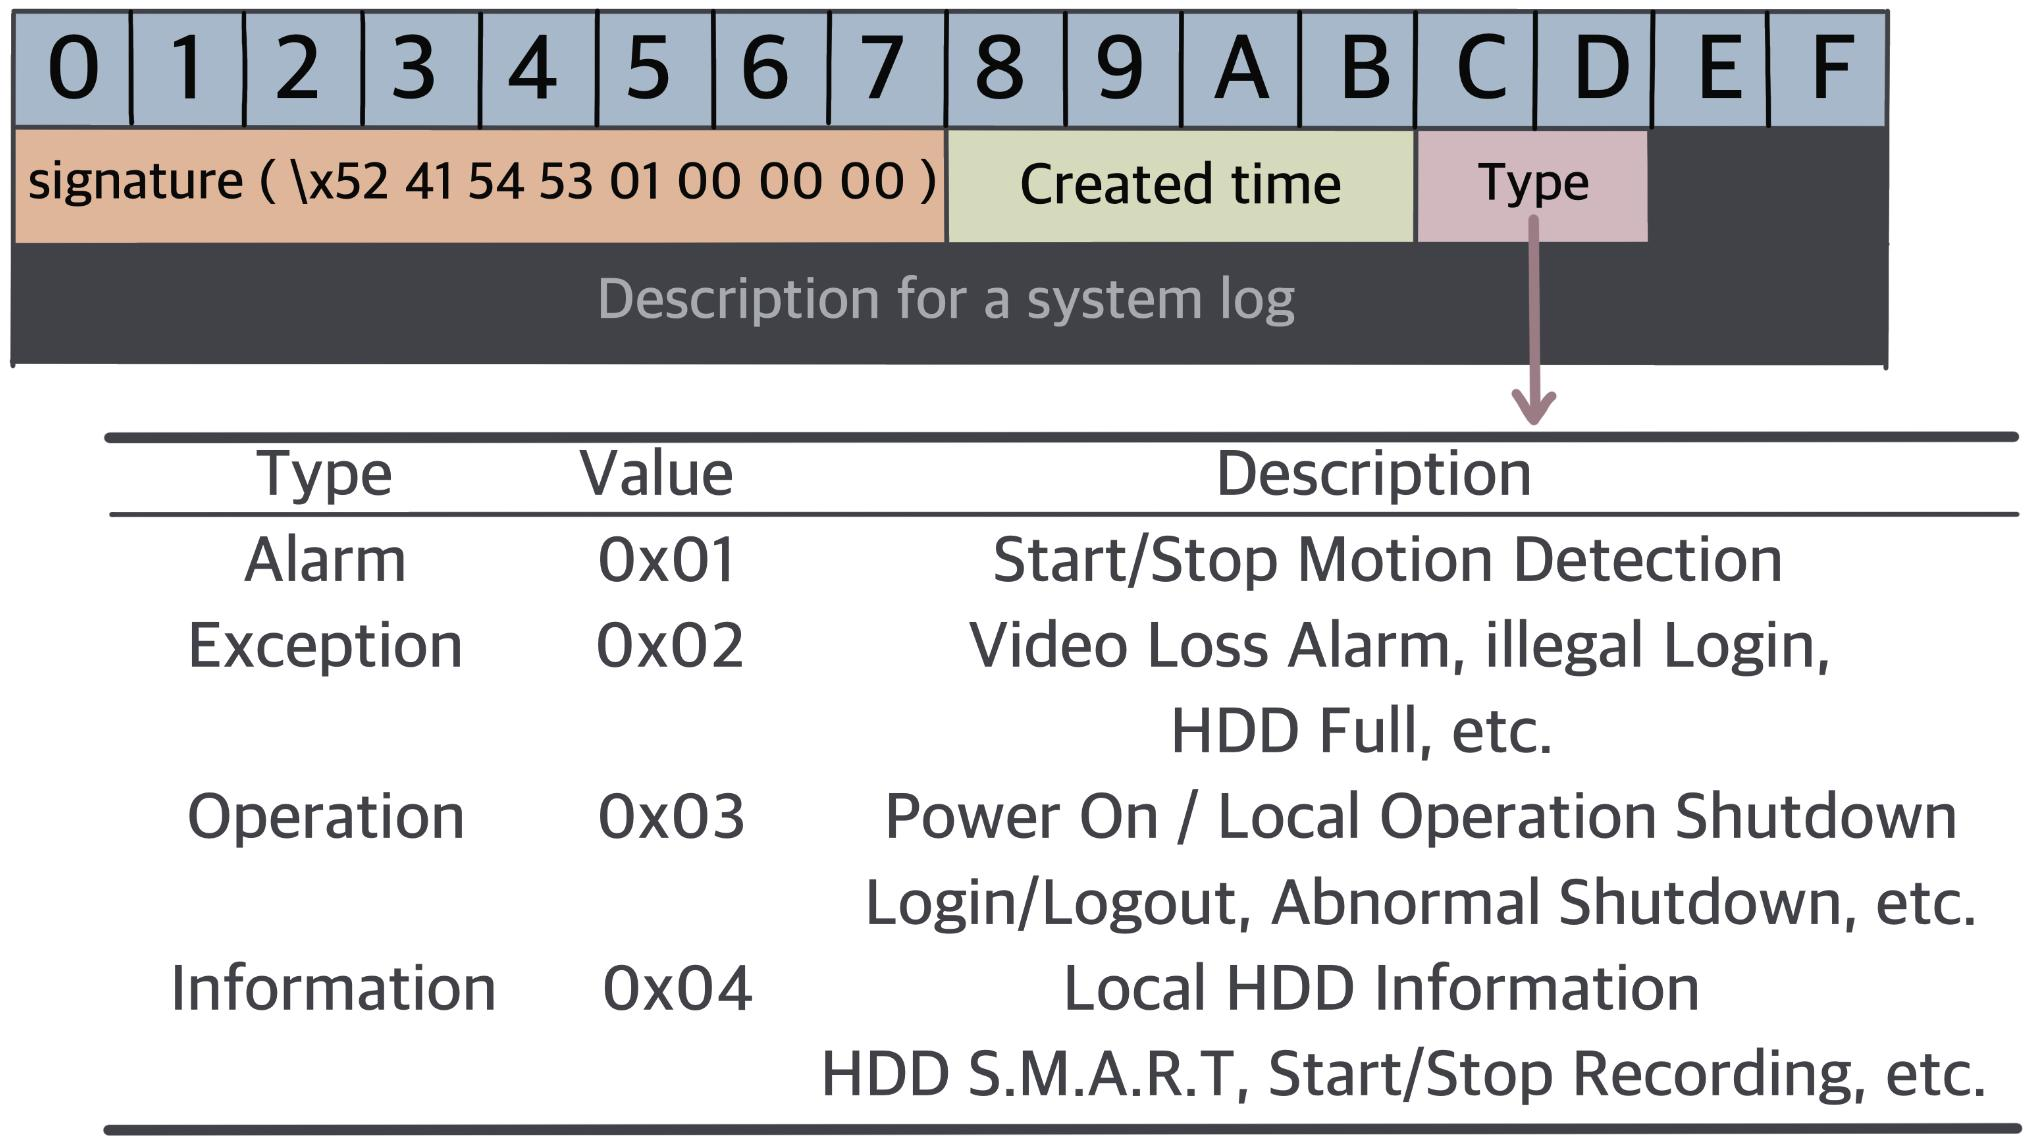 0 1 2 3 4 5 6 7 8 9 A B C D E F
signature ( \x52 41 54 53 01 00 00 00 ) Created time Type
Description for a system log
Type Value Description
Alarm 0x01 Start/Stop Motion Detection
Exception 0x02 Video Loss Alarm, illegal Login,
HDD Full, etc.
Operation 0x03 Power On / Local Operation Shutdown
Login/Logout, Abnormal Shutdown, etc.
Information 0x04 Local HDD Information
HDD S.M.A.R.T, Start/Stop Recording, etc.